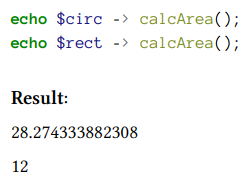 echo $circ -> calcArea();
echo $rect -> calcArea();
Result:
28.274333882308
12